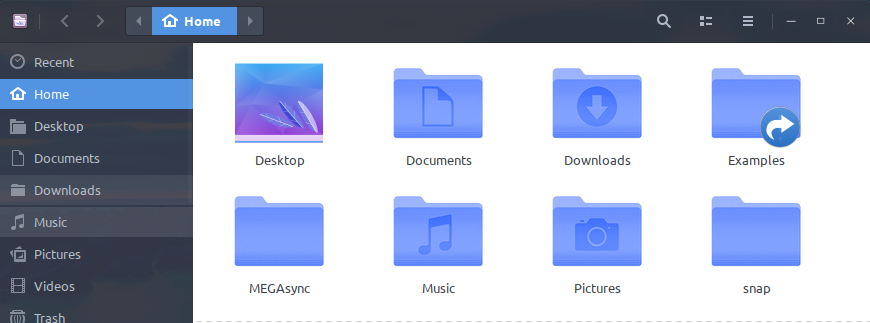 Home
Recent
Home
Desktop
Documents
Downloads
Music
Pictures
Videos
Trash
Desktop
Documents
Downloads
Examples
MEGAsync
Music
Pictures
snap